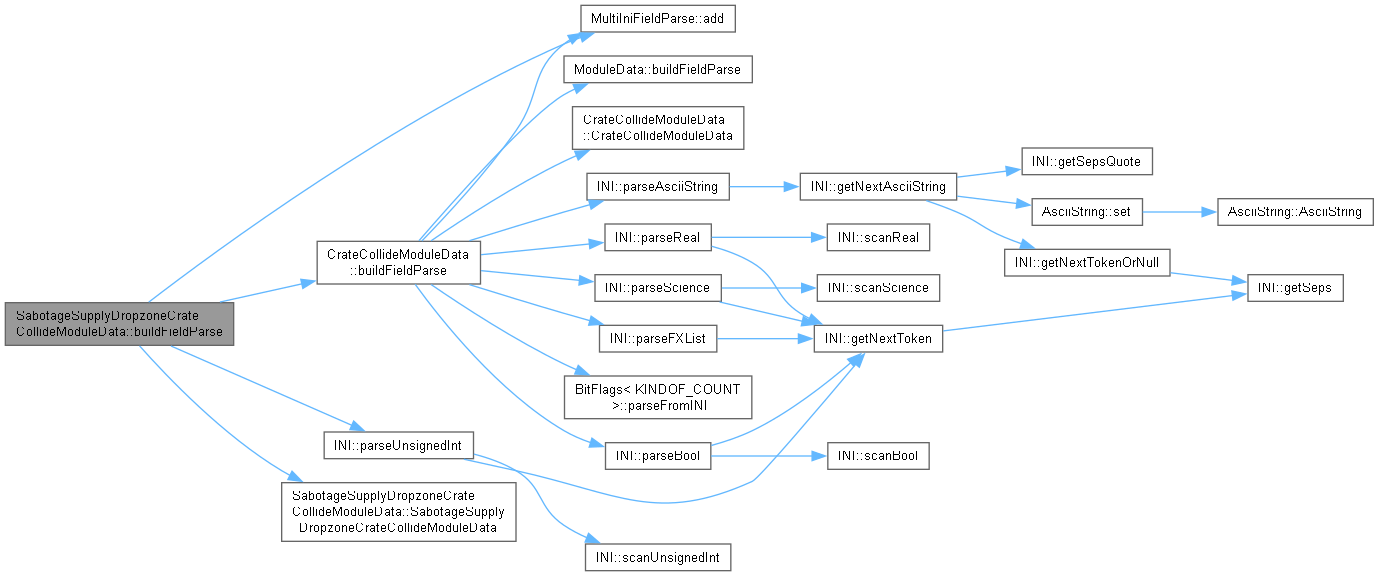 MultiIniFieldParse::add
ModuleData::buildFieldParse
CrateCollideModuleData
::CrateCollideModuleData
INI::parseAsciiString
INI::getNextAsciiString
INI::getSepsQuote
AsciiString::set
AsciiString::AsciiString
INI::getNextTokenOrNull
INI::getSeps
CrateCollideModuleData
::buildFieldParse
INI::parseReal
INI::scanReal
INI::parseScience
INI::scanScience
INI::parseFXList
INI::getNextToken
SabotageSupplyDropzoneCrate
CollideModuleData::buildFieldParse
BitFlags< KINDOF_COUNT
>::parseFromINI
INI::parseUnsignedInt
INI::parseBool
INI::scanBool
SabotageSupplyDropzoneCrate
CollideModuleData::SabotageSupply
DropzoneCrateCollideModuleData
INI::scanUnsignedInt